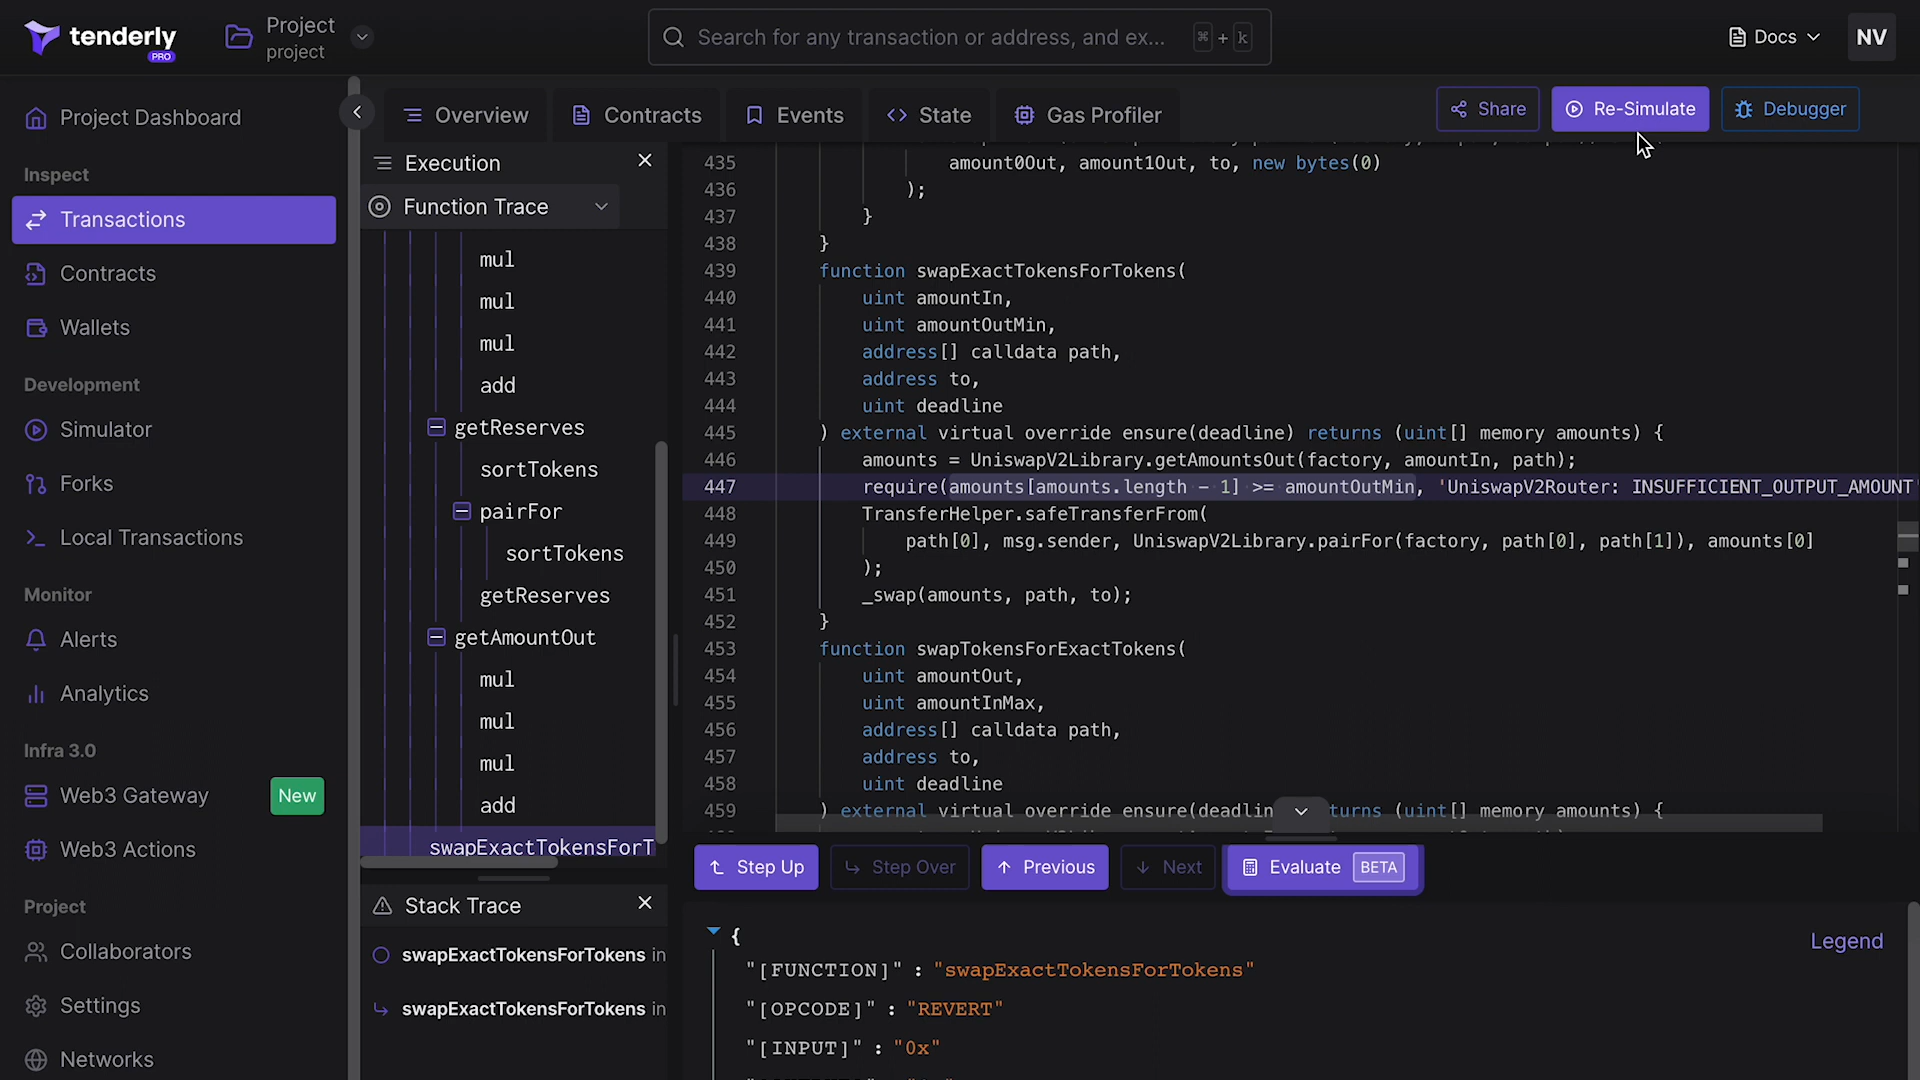 tenderly
PRO
Project
project
Search for any transaction or address, and ex...
⌘ + k
Docs
NV
Project Dashboard
Inspect
Transactions
Contracts
Wallets
Development
Simulator
Forks
Local Transactions
Monitor
Alerts
Analytics
Infra 3.0
Web3 Gateway
New
Web3 Actions
Project
Collaborators
Settings
Networks
Overview
Contracts
Events
State
Gas Profiler
Share
Re-Simulate
Debugger
Execution
Function Trace
mul
mul
mul
add
getReserves
sortTokens
pairFor
sortTokens
getReserves
getAmountOut
mul
mul
mul
add
swapExactTokensForT
Stack Trace
swapExactTokensForTokens in
swapExactTokensForTokens in
435 amount0Out, amount1Out, to, new bytes(0)
436 );
437 }
438 }
439 function swapExactTokensForTokens(
440 uint amountIn,
441 uint amountOutMin,
442 address[] calldata path,
443 address to,
444 uint deadline
445 ) external virtual override ensure(deadline) returns (uint[] memory amounts) {
446 amounts = UniswapV2Library.getAmountsOut(factory, amountIn, path);
447 require(amounts[amounts.length - 1] >= amountOutMin, 'UniswapV2Router: INSUFFICIENT_OUTPUT_AMOUNT'
448 TransferHelper.safeTransferFrom(
449 path[0], msg.sender, UniswapV2Library.pairFor(factory, path[0], path[1]), amounts[0]
450 );
451 _swap(amounts, path, to);
452 }
453 function swapTokensForExactTokens(
454 uint amountOut,
455 uint amountInMax,
456 address[] calldata path,
457 address to,
458 uint deadline
459 ) external virtual override ensure(deadlin turns (uint[] memory amounts) {
Step Up
Step Over
Previous
Next
Evaluate BETA
Legend
{
"[FUNCTION]" : "swapExactTokensForTokens"
"[OPCODE]" : "REVERT"
"[INPUT]" : "0x"